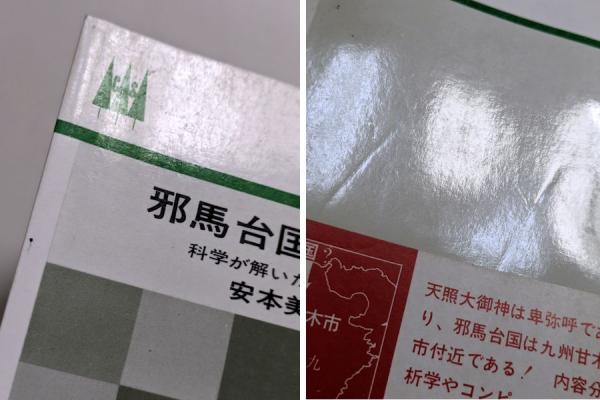 邪馬台国
科学が解いた
安本美
国?
木市
九
天照大御神は卑弥呼であ
り、邪馬台国は九州甘木
市付近である! 内容分
析学やコンピ